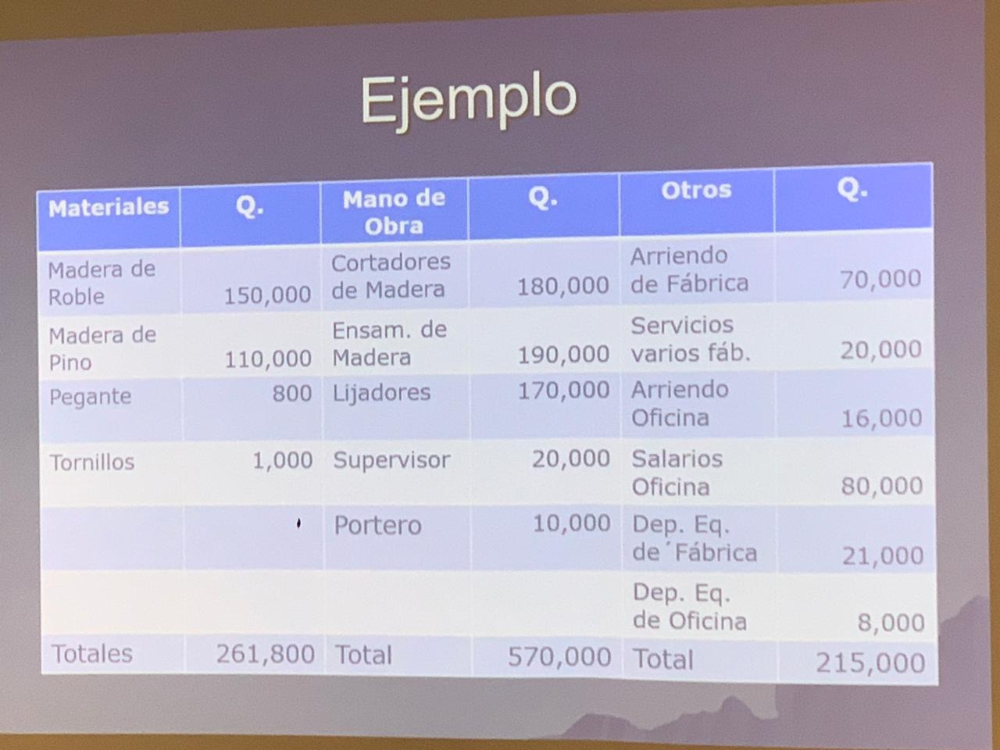 Ejemplo
Materiales Q. Mano de Obra Q. Otros Q.
Madera de Roble 150,000 Cortadores de Madera 180,000 Arriendo de Fábrica 70,000
Madera de Pino 110,000 Ensam. de Madera 190,000 Servicios varios fáb. 20,000
Pegante 800 Lijadores 170,000 Arriendo Oficina 16,000
Tornillos 1,000 Supervisor 20,000 Salarios Oficina 80,000
Portero 10,000 Dep. Eq. de´Fábrica 21,000
Dep. Eq. de Oficina 8,000
Totales 261,800 Total 570,000 Total 215,000